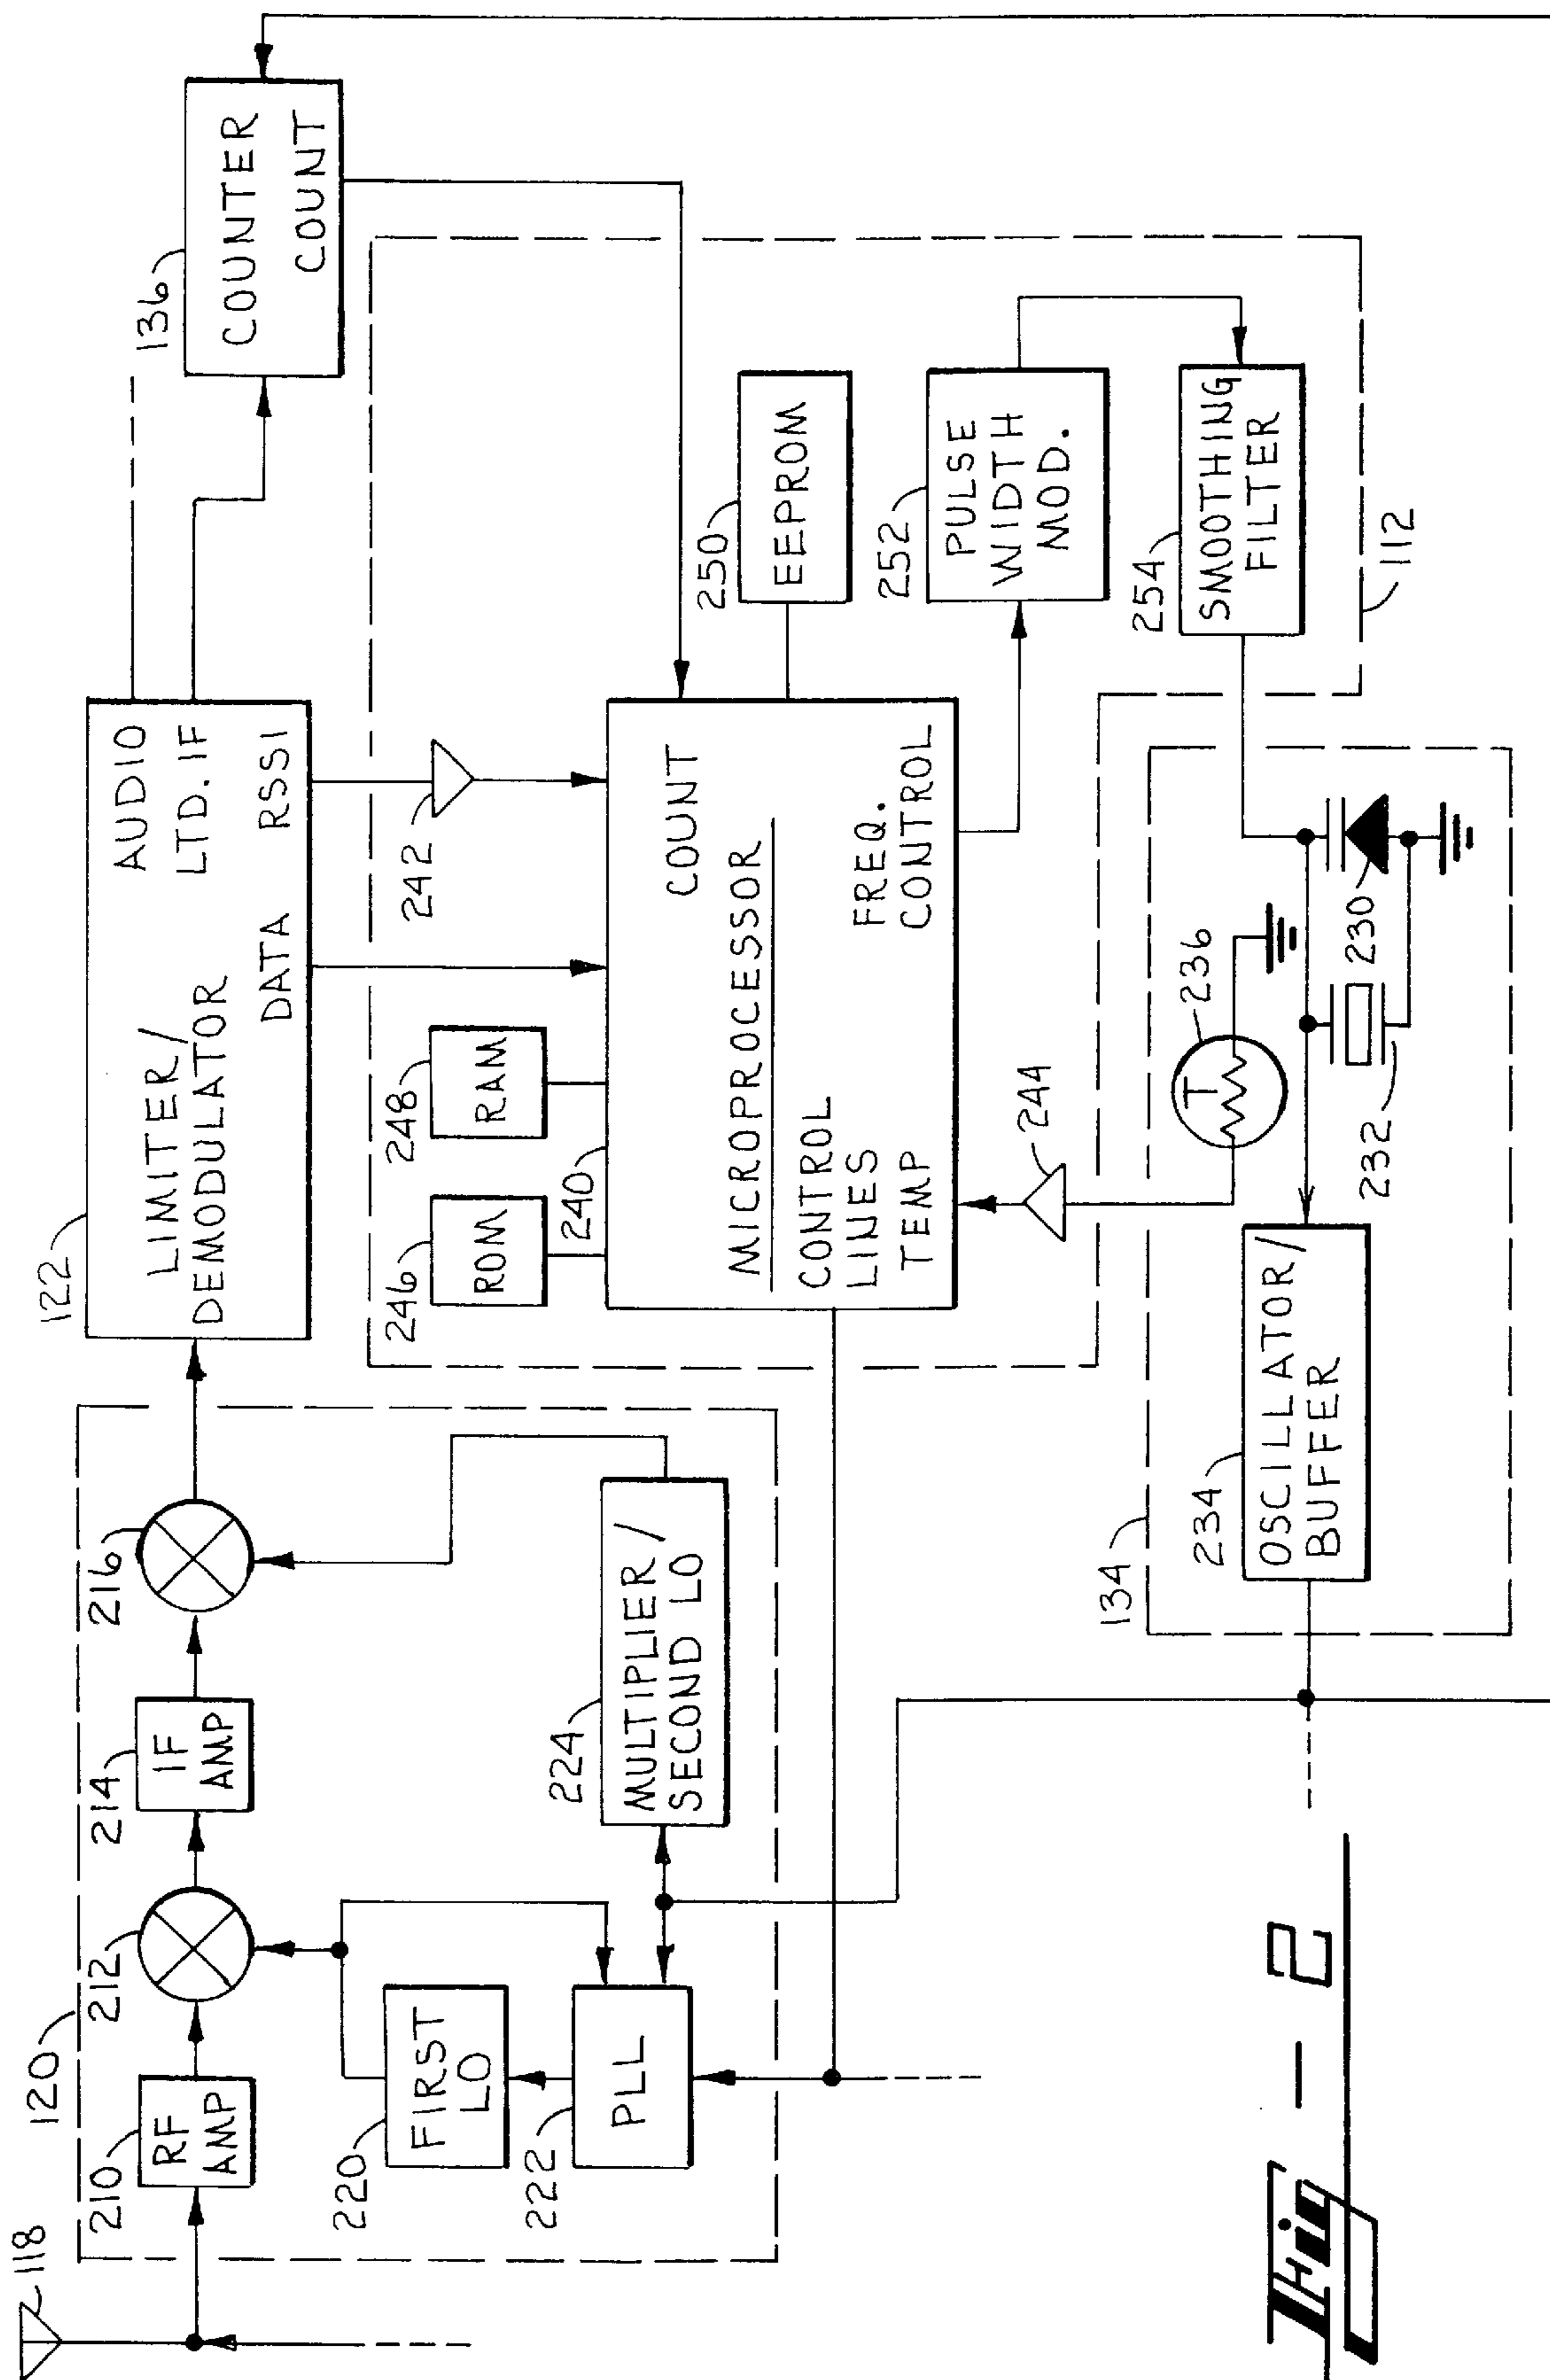 118
120
210
RF
AMP
212
214
IF
AMP
216
220
FIRST
LO
222
PLL
224
MULTIPLIER/
SECOND LO
122
LIMITER/
DEMODULATOR
AUDIO
LTD. IF
DATA RSSI
136
COUNTER
COUNT
242
246
ROM
248
RAM
240
COUNT
MICROPROCESSOR
CONTROL
LINES
TEMP
FREQ.
CONTROL
250
EEPROM
252
PULSE
WIDTH
MOD.
254
SMOOTHING
FILTER
112
244
134
234
OSCILLATOR/
BUFFER
236
T
232
230
Fig-2